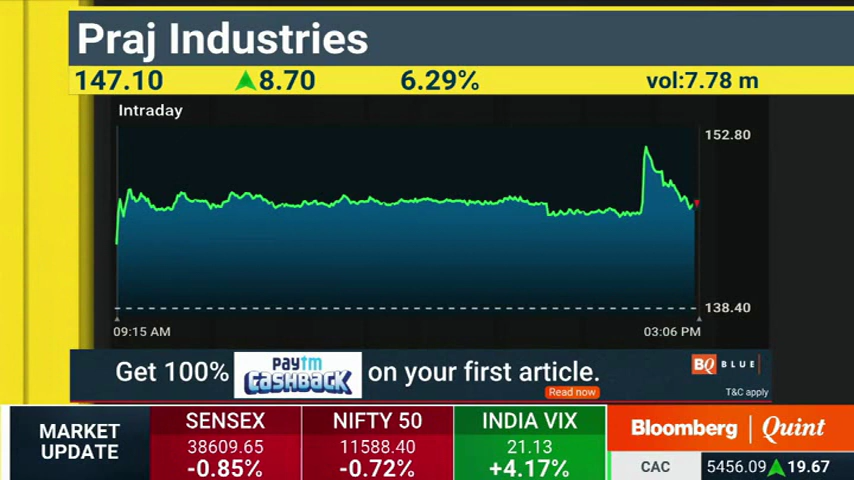 Praj Industries
147.10 8.70 6.29% vol:7.78 m
Intraday
152.80
138.40
09:15 AM 03:06 PM
Get 100% paytm CASHBACK on your first article.
Read now
BQ BLUE
T&C apply
MARKET UPDATE
SENSEX
38609.65
-0.85%
NIFTY 50
11588.40
-0.72%
INDIA VIX
21.13
+4.17%
Bloomberg | Quint
CAC 5456.09 19.67